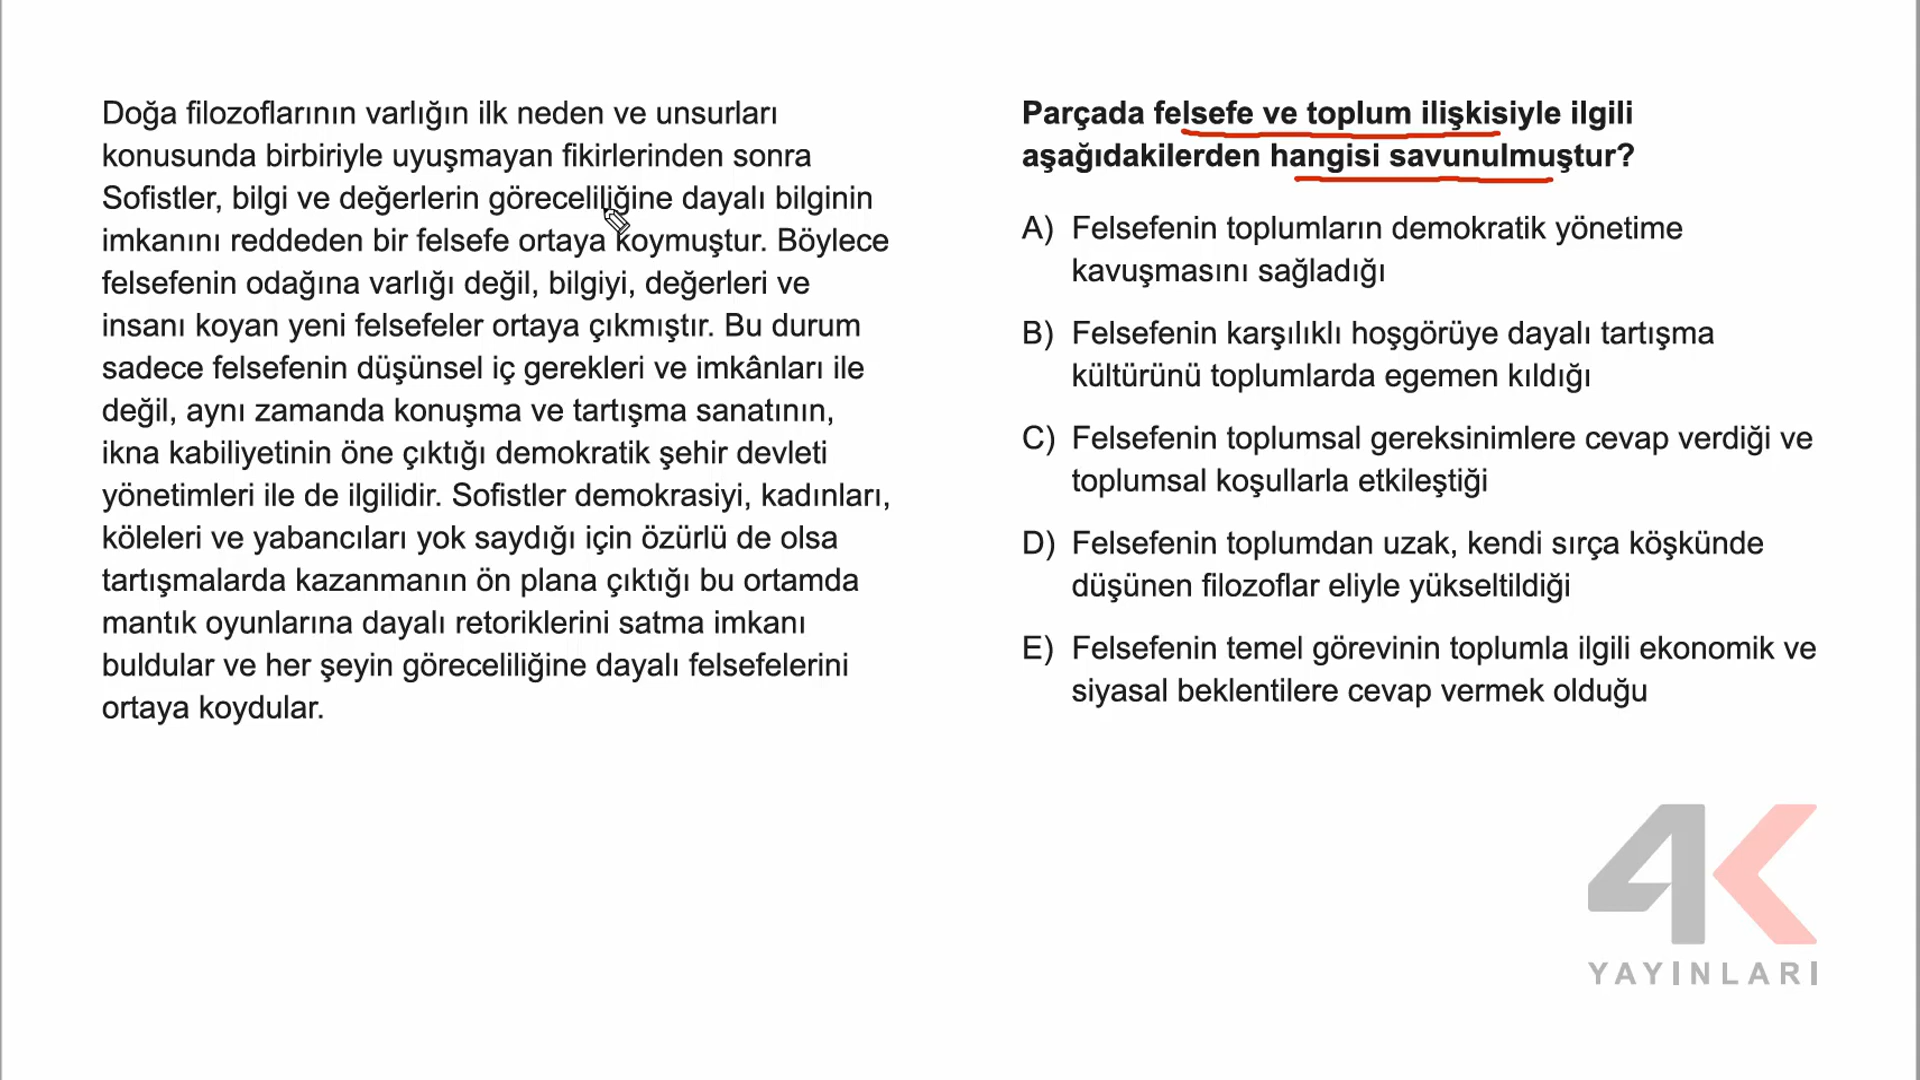 Doğa filozoflarının varlığın ilk neden ve unsurları
konusunda birbiriyle uyuşmayan fikirlerinden sonra
Sofistler, bilgi ve değerlerin göreceliliğine dayalı bilginin
imkanını reddeden bir felsefe ortaya koymuştur. Böylece
felsefenin odağına varlığı değil, bilgiyi, değerleri ve
insanı koyan yeni felsefeler ortaya çıkmıştır. Bu durum
sadece felsefenin düşünsel iç gerekleri ve imkânları ile
değil, aynı zamanda konuşma ve tartışma sanatının,
ikna kabiliyetinin öne çıktığı demokratik şehir devleti
yönetimleri ile de ilgilidir. Sofistler demokrasiyi, kadınları,
köleleri ve yabancıları yok saydığı için özürlü de olsa
tartışmalarda kazanmanın ön plana çıktığı bu ortamda
mantık oyunlarına dayalı retoriklerini satma imkanı
buldular ve her şeyin göreceliliğine dayalı felsefelerini
ortaya koydular.
Parçada felsefe ve toplum ilişkisiyle ilgili
aşağıdakilerden hangisi savunulmuştur?
A) Felsefenin toplumların demokratik yönetime
kavuşmasını sağladığı
B) Felsefenin karşılıklı hoşgörüye dayalı tartışma
kültürünü toplumlarda egemen kıldığı
C) Felsefenin toplumsal gereksinimlere cevap verdiği ve
toplumsal koşullarla etkileştiği
D) Felsefenin toplumdan uzak, kendi sırça köşkünde
düşünen filozoflar eliyle yükseltildiği
E) Felsefenin temel görevinin toplumla ilgili ekonomik ve
siyasal beklentilere cevap vermek olduğu
4K
YAYINLARI